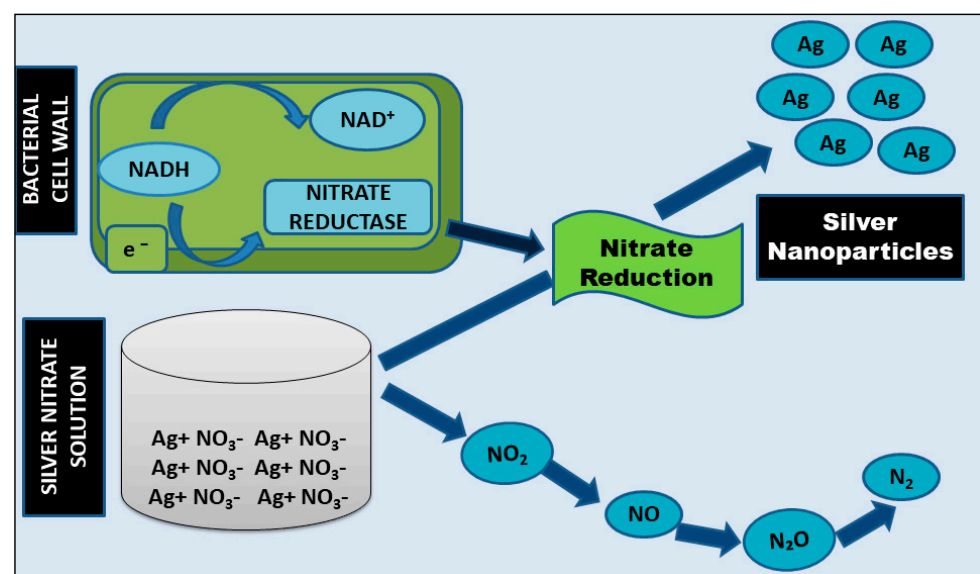 BACTERIAL
CELL WALL
NADH
NAD⁺
NITRATE
REDUCTASE
e⁻
Nitrate
Reduction
Ag Ag
Ag Ag
Ag Ag
Silver
Nanoparticles
SILVER NITRATE
SOLUTION
Ag+ NO₃- Ag+ NO₃-
Ag+ NO₃- Ag+ NO₃-
Ag+ NO₃- Ag+ NO₃-
NO₂
NO
N₂O
N₂